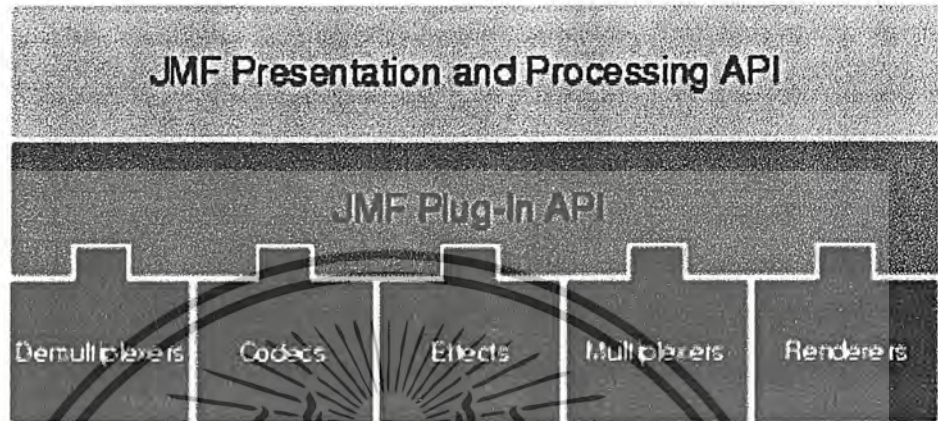 JMF Presentation and Processing API
JMF Plug-In API
Demultiplexers Codecs Effects Multiplexers Renderers